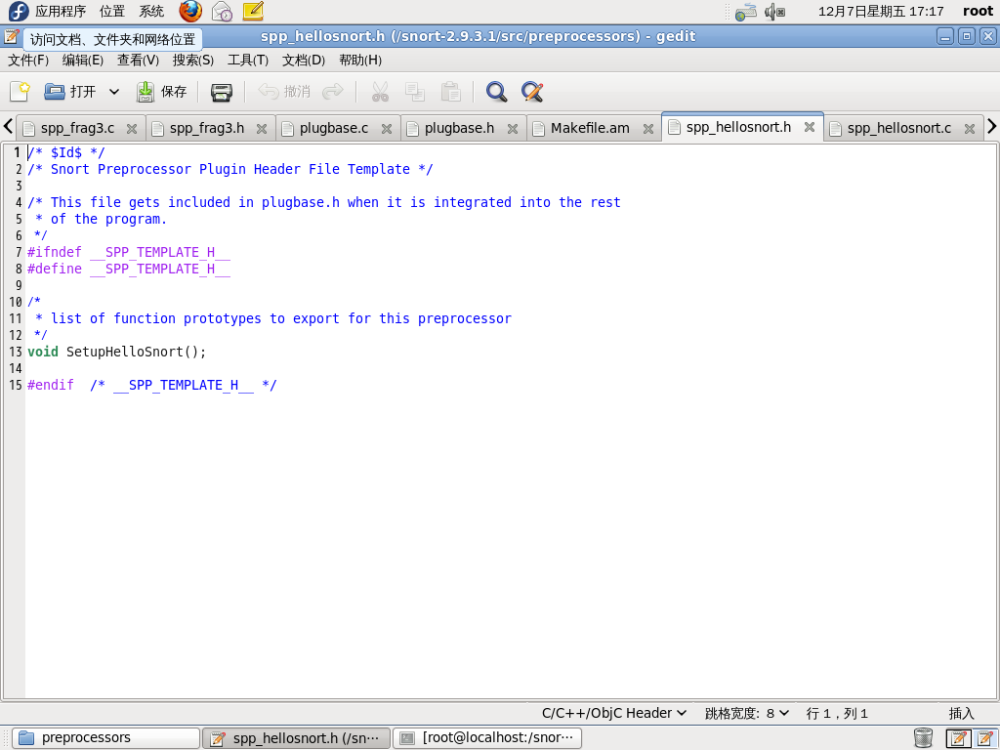 应用程序 位置 系统 12月7日星期五 17:17 root
访问文档、文件夹和网络位置
spp_hellosnort.h (/snort-2.9.3.1/src/preprocessors) - gedit
文件(F) 编辑(E) 查看(V) 搜索(S) 工具(T) 文档(D) 帮助(H)
打开 保存 撤消
spp_frag3.c spp_frag3.h plugbase.c plugbase.h Makefile.am spp_hellosnort.h spp_hellosnort.c
1 /* $Id$ */
2 /* Snort Preprocessor Plugin Header File Template */
3
4 /* This file gets included in plugbase.h when it is integrated into the rest
5 * of the program.
6 */
7 #ifndef __SPP_TEMPLATE_H__
8 #define __SPP_TEMPLATE_H__
9
10 /*
11 * list of function prototypes to export for this preprocessor
12 */
13 void SetupHelloSnort();
14
15 #endif /* __SPP_TEMPLATE_H__ */
C/C++/ObjC Header 跳格宽度: 8 行 1，列 1 插入
preprocessors spp_hellosnort.h (/sn··· [root@localhost:/snor···